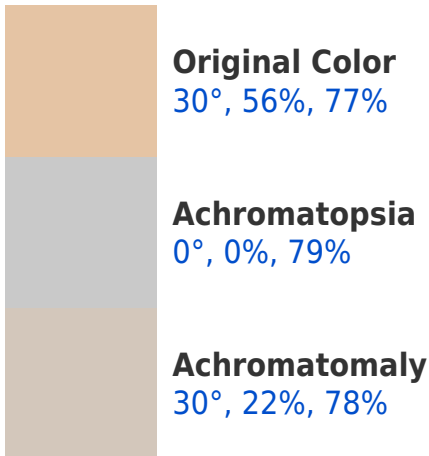 Original Color
30°, 56%, 77%
Achromatopsia
0°, 0%, 79%
Achromatomaly
30°, 22%, 78%